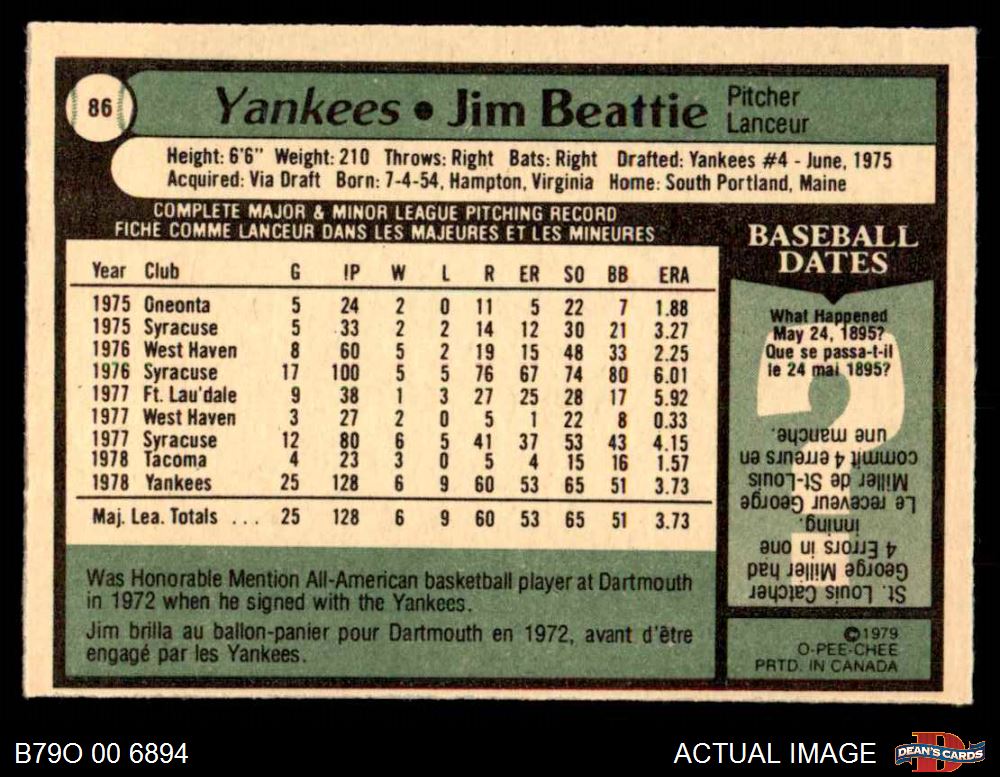 86
Yankees • Jim Beattie
Pitcher
Lanceur
Height: 6'6" Weight: 210 Throws: Right Bats: Right Drafted: Yankees #4 - June, 1975
Acquired: Via Draft Born: 7-4-54, Hampton, Virginia Home: South Portland, Maine
COMPLETE MAJOR & MINOR LEAGUE PITCHING RECORD
FICHE COMME LANCEUR DANS LES MAJEURES ET LES MINEURES
Year Club G IP W L R ER SO BB ERA
1975 Oneonta 5 24 2 0 11 5 22 7 1.88
1975 Syracuse 5 33 2 2 14 12 30 21 3.27
1976 West Haven 8 60 5 2 19 15 48 33 2.25
1976 Syracuse 17 100 5 5 76 67 74 80 6.01
1977 Ft. Lau'dale 9 38 1 3 27 25 28 17 5.92
1977 West Haven 3 27 2 0 5 1 22 8 0.33
1977 Syracuse 12 80 6 5 41 37 53 43 4.15
1978 Tacoma 4 23 3 0 5 4 15 16 1.57
1978 Yankees 25 128 6 9 60 53 65 51 3.73
Maj. Lea. Totals ... 25 128 6 9 60 53 65 51 3.73
Was Honorable Mention All-American basketball player at Dartmouth
in 1972 when he signed with the Yankees.
Jim brilla au ballon-panier pour Dartmouth en 1972, avant d'être
engagé par les Yankees.
BASEBALL
DATES
What Happened
May 24, 1895?
Que se passa-t-il
le 24 mai 1895?
St. Louis Catcher
George Miller had
4 Errors in one
inning.
Le receveur George
Miller de St-Louis
commit 4 erreurs en
une manche.
©1979
O-PEE-CHEE
PRTD. IN CANADA
B79O 00 6894
ACTUAL IMAGE
DEAN'S CARDS